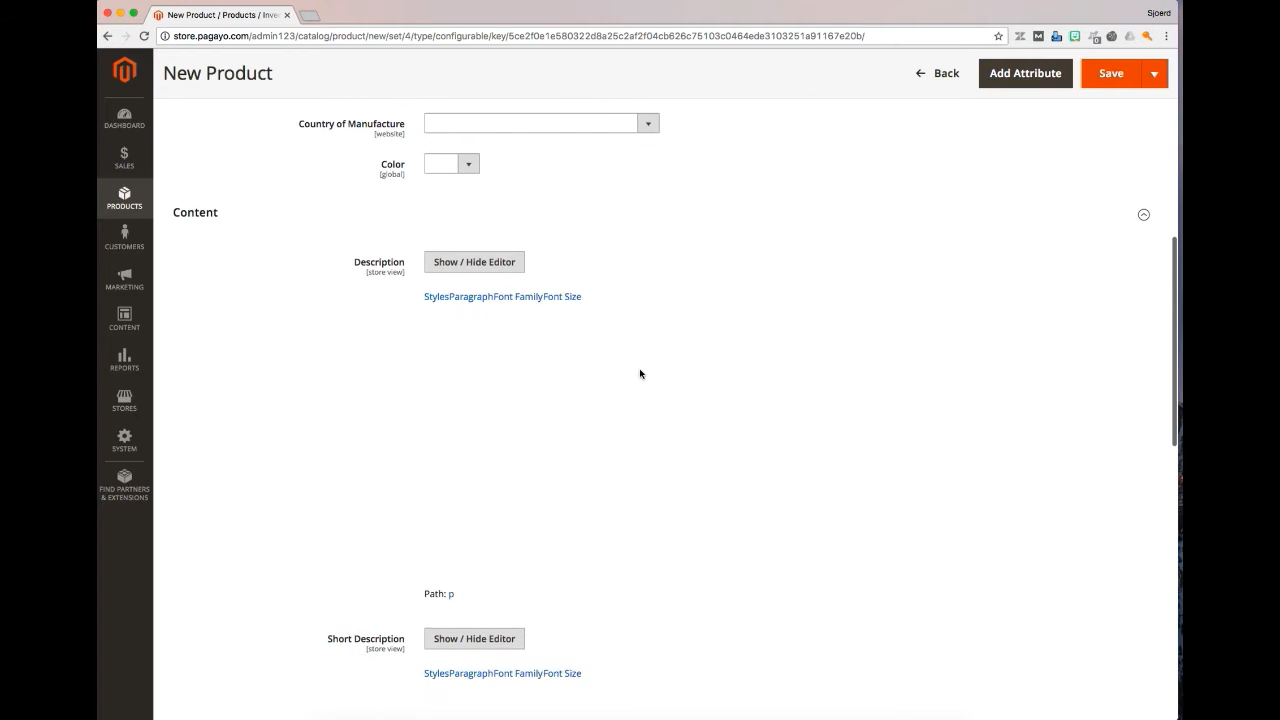 New Product / Products / Inve
Sjoerd
store.pagayo.com/admin123/catalog/product/new/set/4/type/configurable/key/5ce2f0e1e580322d8a25c2af2f04cb626c75103c0464ede3103251a91167e20b/
New Product
Back
Add Attribute
Save
DASHBOARD
SALES
PRODUCTS
CUSTOMERS
MARKETING
CONTENT
REPORTS
STORES
SYSTEM
FIND PARTNERS
& EXTENSIONS
Country of Manufacture
[website]
Color
[global]
Content
Description
[store view]
Show / Hide Editor
StylesParagraphFont FamilyFont Size
Path: p
Short Description
[store view]
Show / Hide Editor
StylesParagraphFont FamilyFont Size